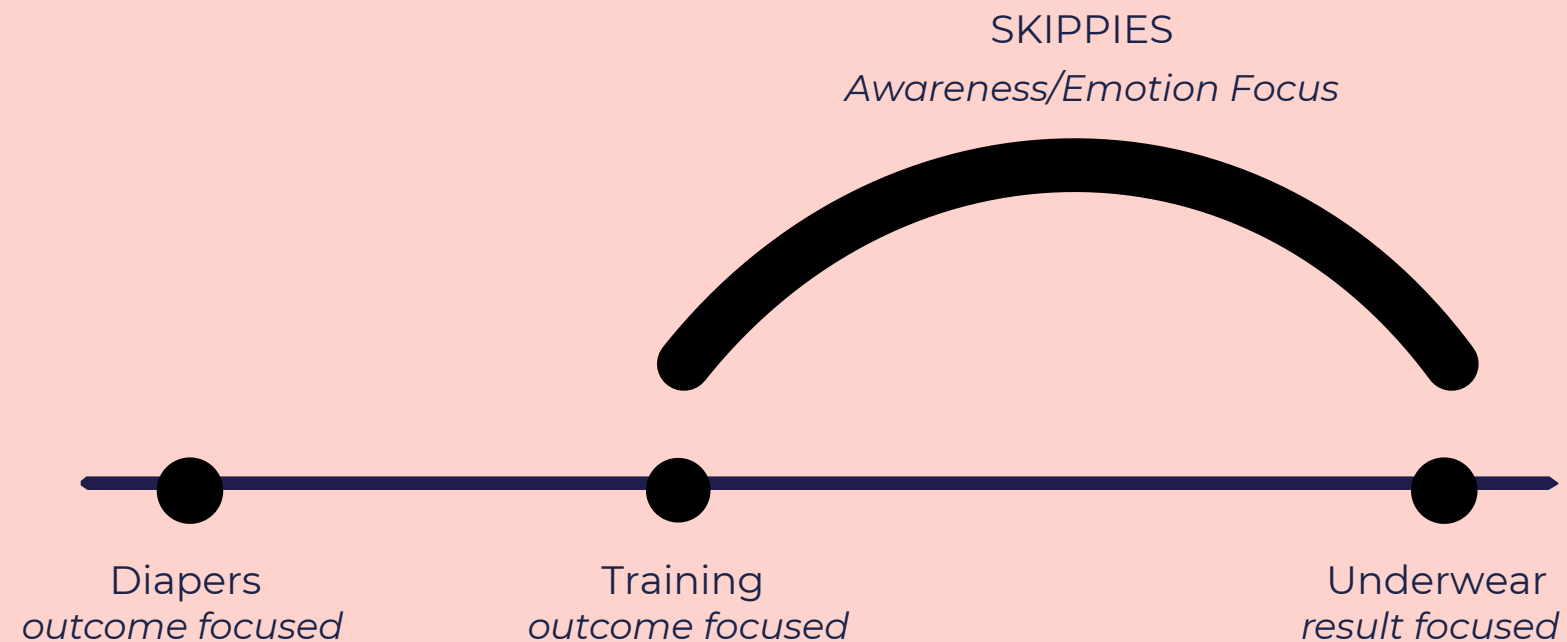 SKIPPIES
Awareness/Emotion Focus
Diapers
outcome focused
Training
outcome focused
Underwear
result focused